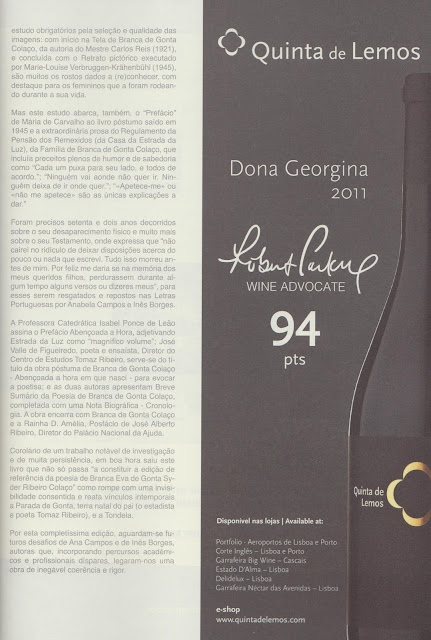 estudo obrigatórios pela seleção e qualidade das
imagens: com início na Tela de Branca de Gonta
Colaço, da autoria do Mestre Carlos Reis (1921),
e concluída com o Retrato pictórico executado
por Marie-Louise Verbruggen-Krähenbühl (1945),
são muitos os rostos dados a (re)conhecer, com
destaque para os femininos que a foram rodean-
do durante a sua vida.
Mas este estudo abarca, também, o "Prefácio"
de Maria de Carvalho ao livro póstumo saído em
1945 e a extraordinária prosa do Regulamento da
Pensão dos Remexidos (da Casa da Estrada da
Luz), da Família de Branca de Gonta Colaço, que
incluía preceitos plenos de humor e de sabedoria
como "Cada um puxa para seu lado, e todos de
acordo."; "Ninguém vai aonde não quer ir. Nin-
guém deixa de ir onde quer."; "«Apetece-me» ou
«não me apetece» são as únicas explicações a
dar."
Foram precisos setenta e dois anos decorridos
sobre o seu desaparecimento físico e muito mais
sobre o seu Testamento, onde expressa que "não
cairei no ridículo de deixar disposições acerca do
pouco ou nada que escrevi. Tudo isso morreu an-
tes de mim. Por feliz me daria se na memória dos
meus queridos filhos, perdurassem durante al-
gum tempo alguns versos ou dizeres meus", para
esses serem resgatados e repostos nas Letras
Portuguesas por Anabela Campos e Inês Borges.
A Professora Catedrática Isabel Ponce de Leão
assina o Prefácio Abençoada a Hora, adjetivando
Estrada da Luz como "magnífico volume"; José
Valle de Figueiredo, poeta e ensaísta, Diretor do
Centro de Estudos Tomaz Ribeiro, serve-se do tí-
tulo da obra póstuma de Branca de Gonta Colaço
- Abençoada a hora em que nasci - para evocar
a poetisa; e as duas autoras apresentam Breve
Sumário da Poesia de Branca de Gonta Colaço,
completada com uma Nota Biográfica - Cronolo-
gia. A obra encerra com Branca de Gonta Colaço
e a Rainha D. Amélia, Posfácio de José Alberto
Ribeiro, Diretor do Palácio Nacional da Ajuda.
Corolário de um trabalho notável de investigação
e de muita persistência, em boa hora saiu este
livro que não só passa "a constituir a edição de
referência da poesia de Branca Eva de Gonta Sy-
der Ribeiro Colaço" como rompe com uma invisi-
bilidade consentida e reata vínculos intemporais
a Parada de Gonta, terra natal do pai (o estadista
e poeta Tomaz Ribeiro), e a Tondela.
Por esta completíssima edição, aguardam-se fu-
turos desafios de Ana Campos e de Inês Borges,
autoras que, incorporando percursos académi-
cos e profissionais díspares, legaram-nos uma
obra de inegável coerência e rigor.
Quinta de Lemos
Dona Georgina
2011
Robert Parker
WINE ADVOCATE
94
pts
Quinta de
Lemos
Disponível nas lojas | Available at:
Portfolio - Aeroportos de Lisboa e Porto
Corte Inglês – Lisboa e Porto
Garrafeira Big Wine – Cascais
Estado D'Alma – Lisboa
Delidelux – Lisboa
Garrafeira Néctar das Avenidas – Lisboa
e-shop
www.quintadelemos.com